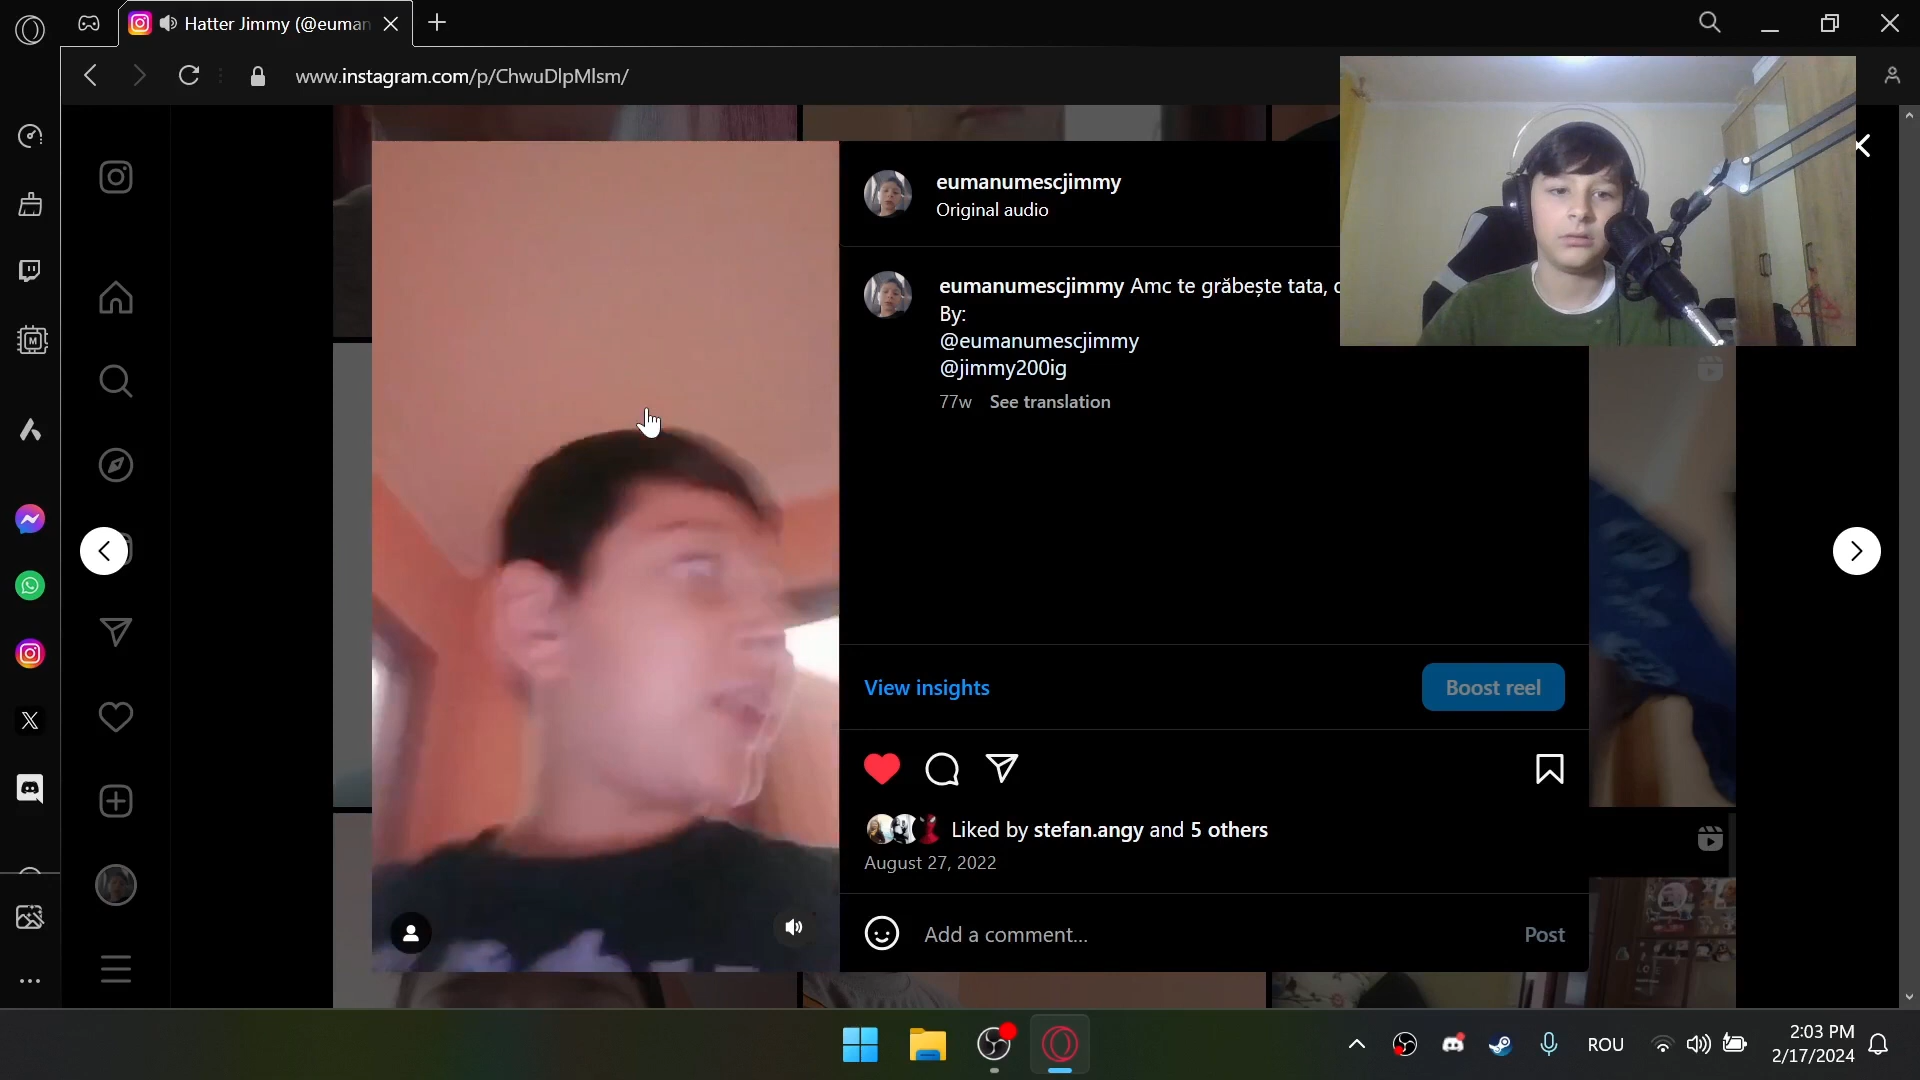 Hatter Jimmy (@euman
www.instagram.com/p/ChwuDlpMlsm/
eumanumescjimmy
Original audio
eumanumescjimmy Amc te grăbește tata, c
By:
@eumanumescjimmy
@jimmy200ig
77w See translation
View insights
Boost reel
Liked by stefan.angy and 5 others
August 27, 2022
Add a comment...
Post
ROU
2:03 PM
2/17/2024